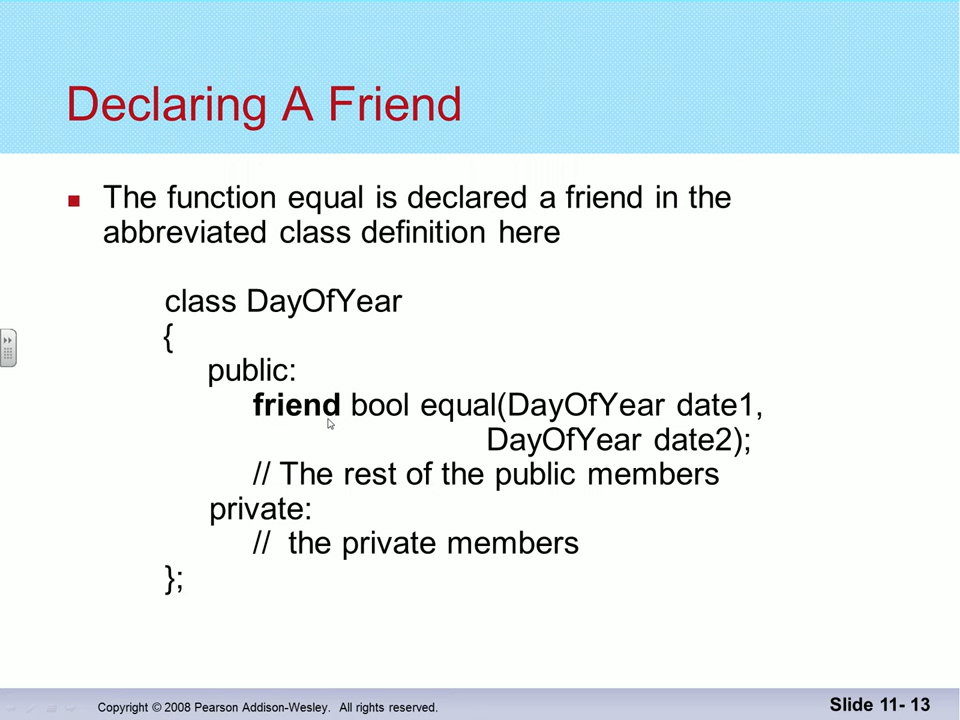 Declaring A Friend
The function equal is declared a friend in the
abbreviated class definition here
class DayOfYear
{
public:
friend bool equal(DayOfYear date1,
DayOfYear date2);
// The rest of the public members
private:
// the private members
};
Copyright © 2008 Pearson Addison-Wesley. All rights reserved.
Slide 11- 13